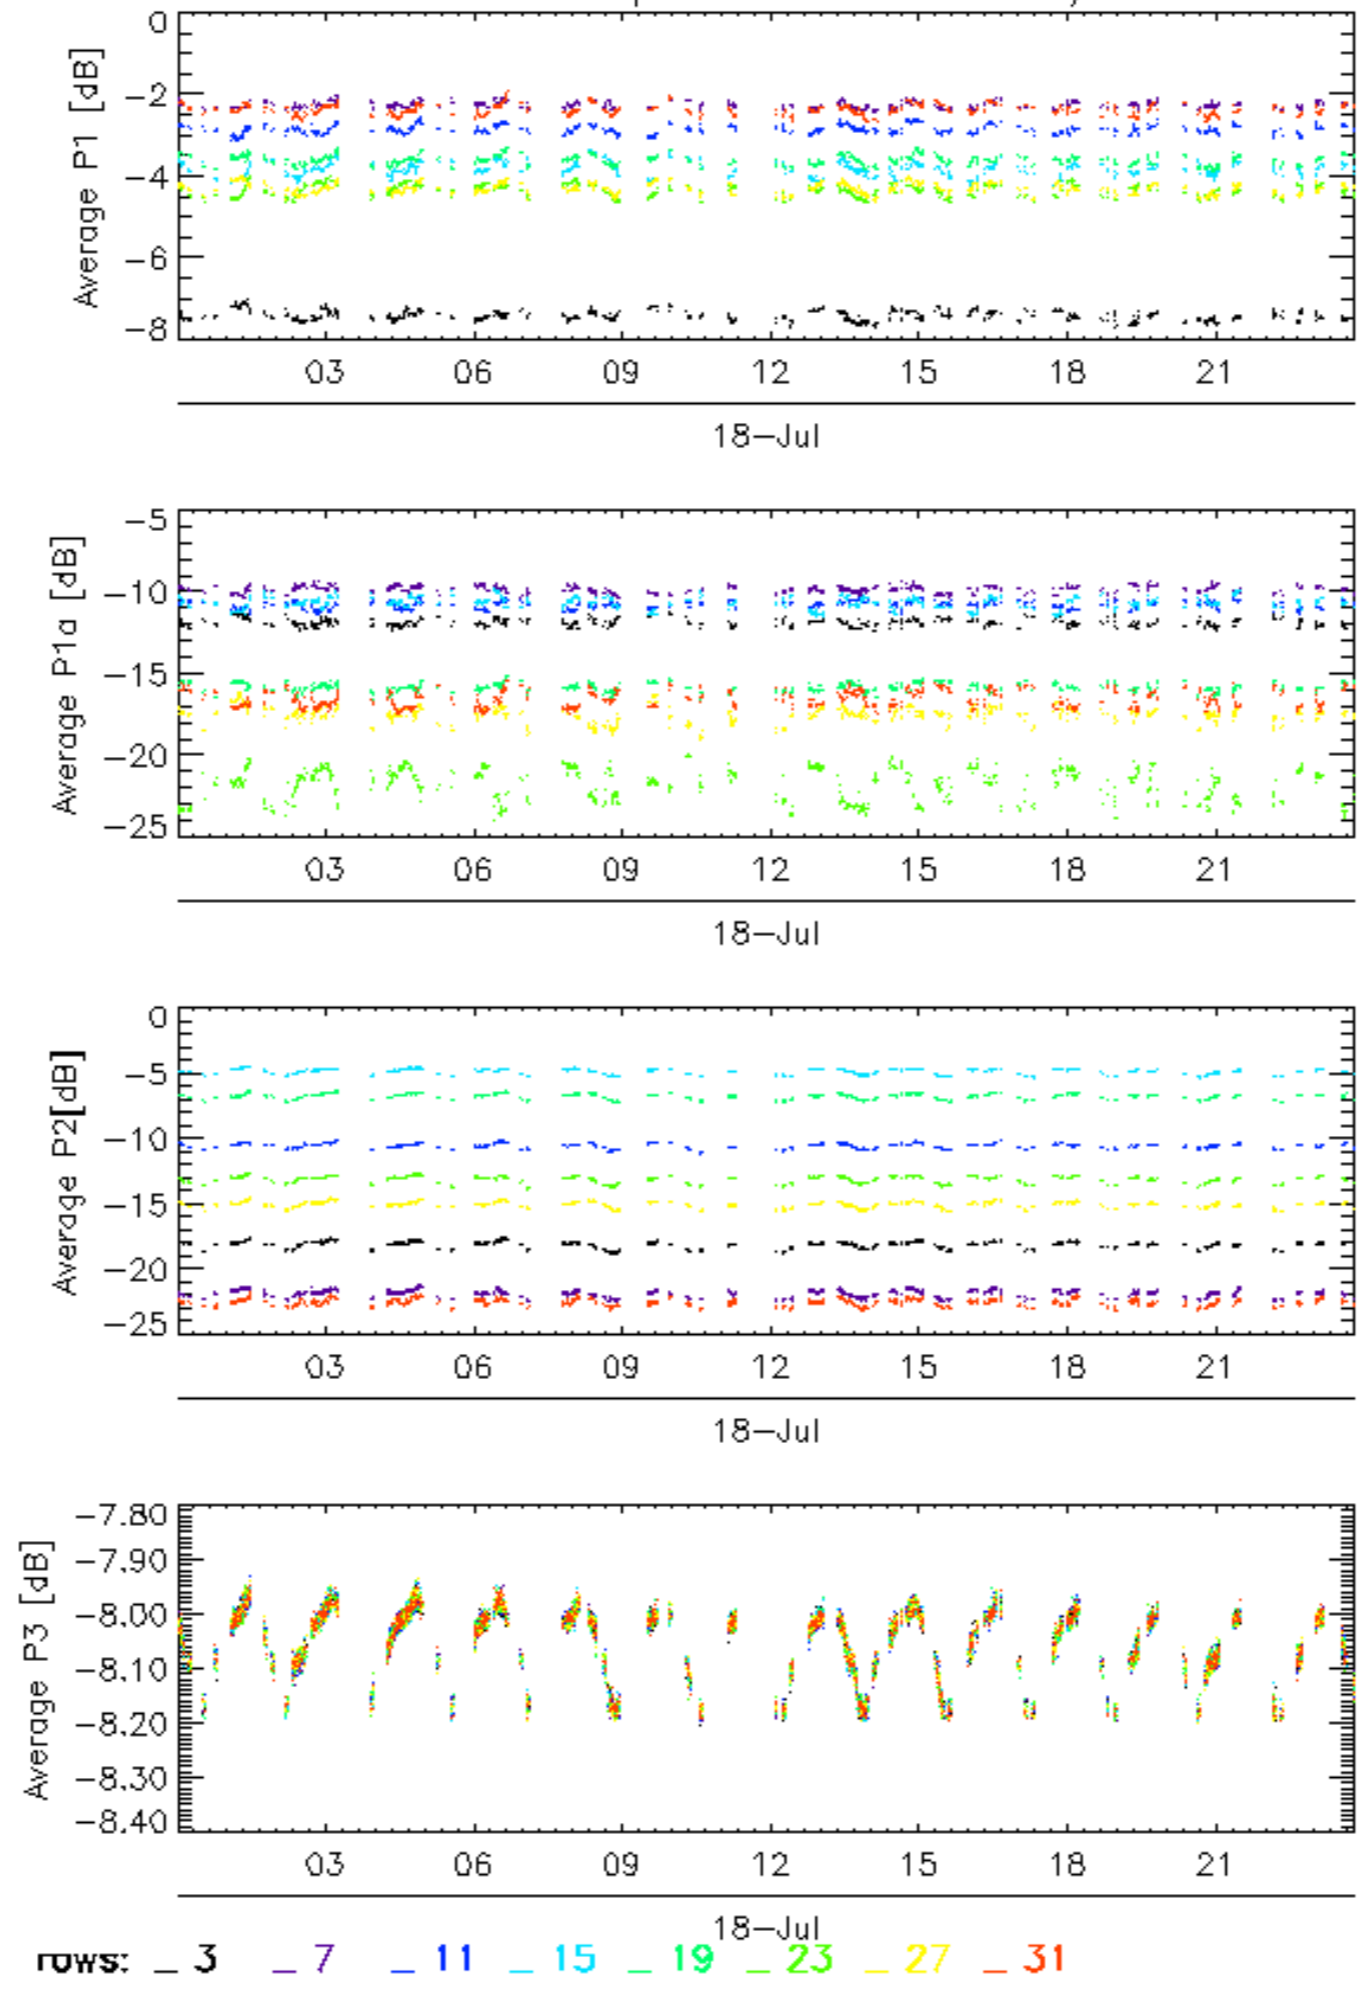 0
-2
-4
-6
-8
Average P1 [dB]
03 06 09 12 15 18 21
18-Jul
-5
-10
-15
-20
-25
Average P1a [dB]
03 06 09 12 15 18 21
18-Jul
0
-5
-10
-15
-20
-25
Average P2[dB]
03 06 09 12 15 18 21
18-Jul
-7.80
-7.90
-8.00
-8.10
-8.20
-8.30
-8.40
Average P3 [dB]
03 06 09 12 15 18 21
18-Jul
rows: _ 3 _ 7 _ 11 _ 15 _ 19 _ 23 _ 27 _ 31